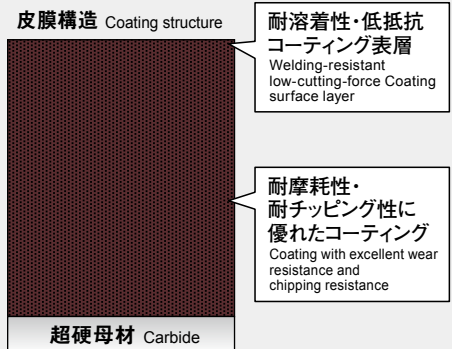 皮膜構造 Coating structure
耐溶着性・低抵抗
コーティング表層
Welding-resistant
low-cutting-force Coating
surface layer
耐摩耗性・
耐チッピング性に
優れたコーティング
Coating with excellent wear
resistance and
chipping resistance
超硬母材 Carbide